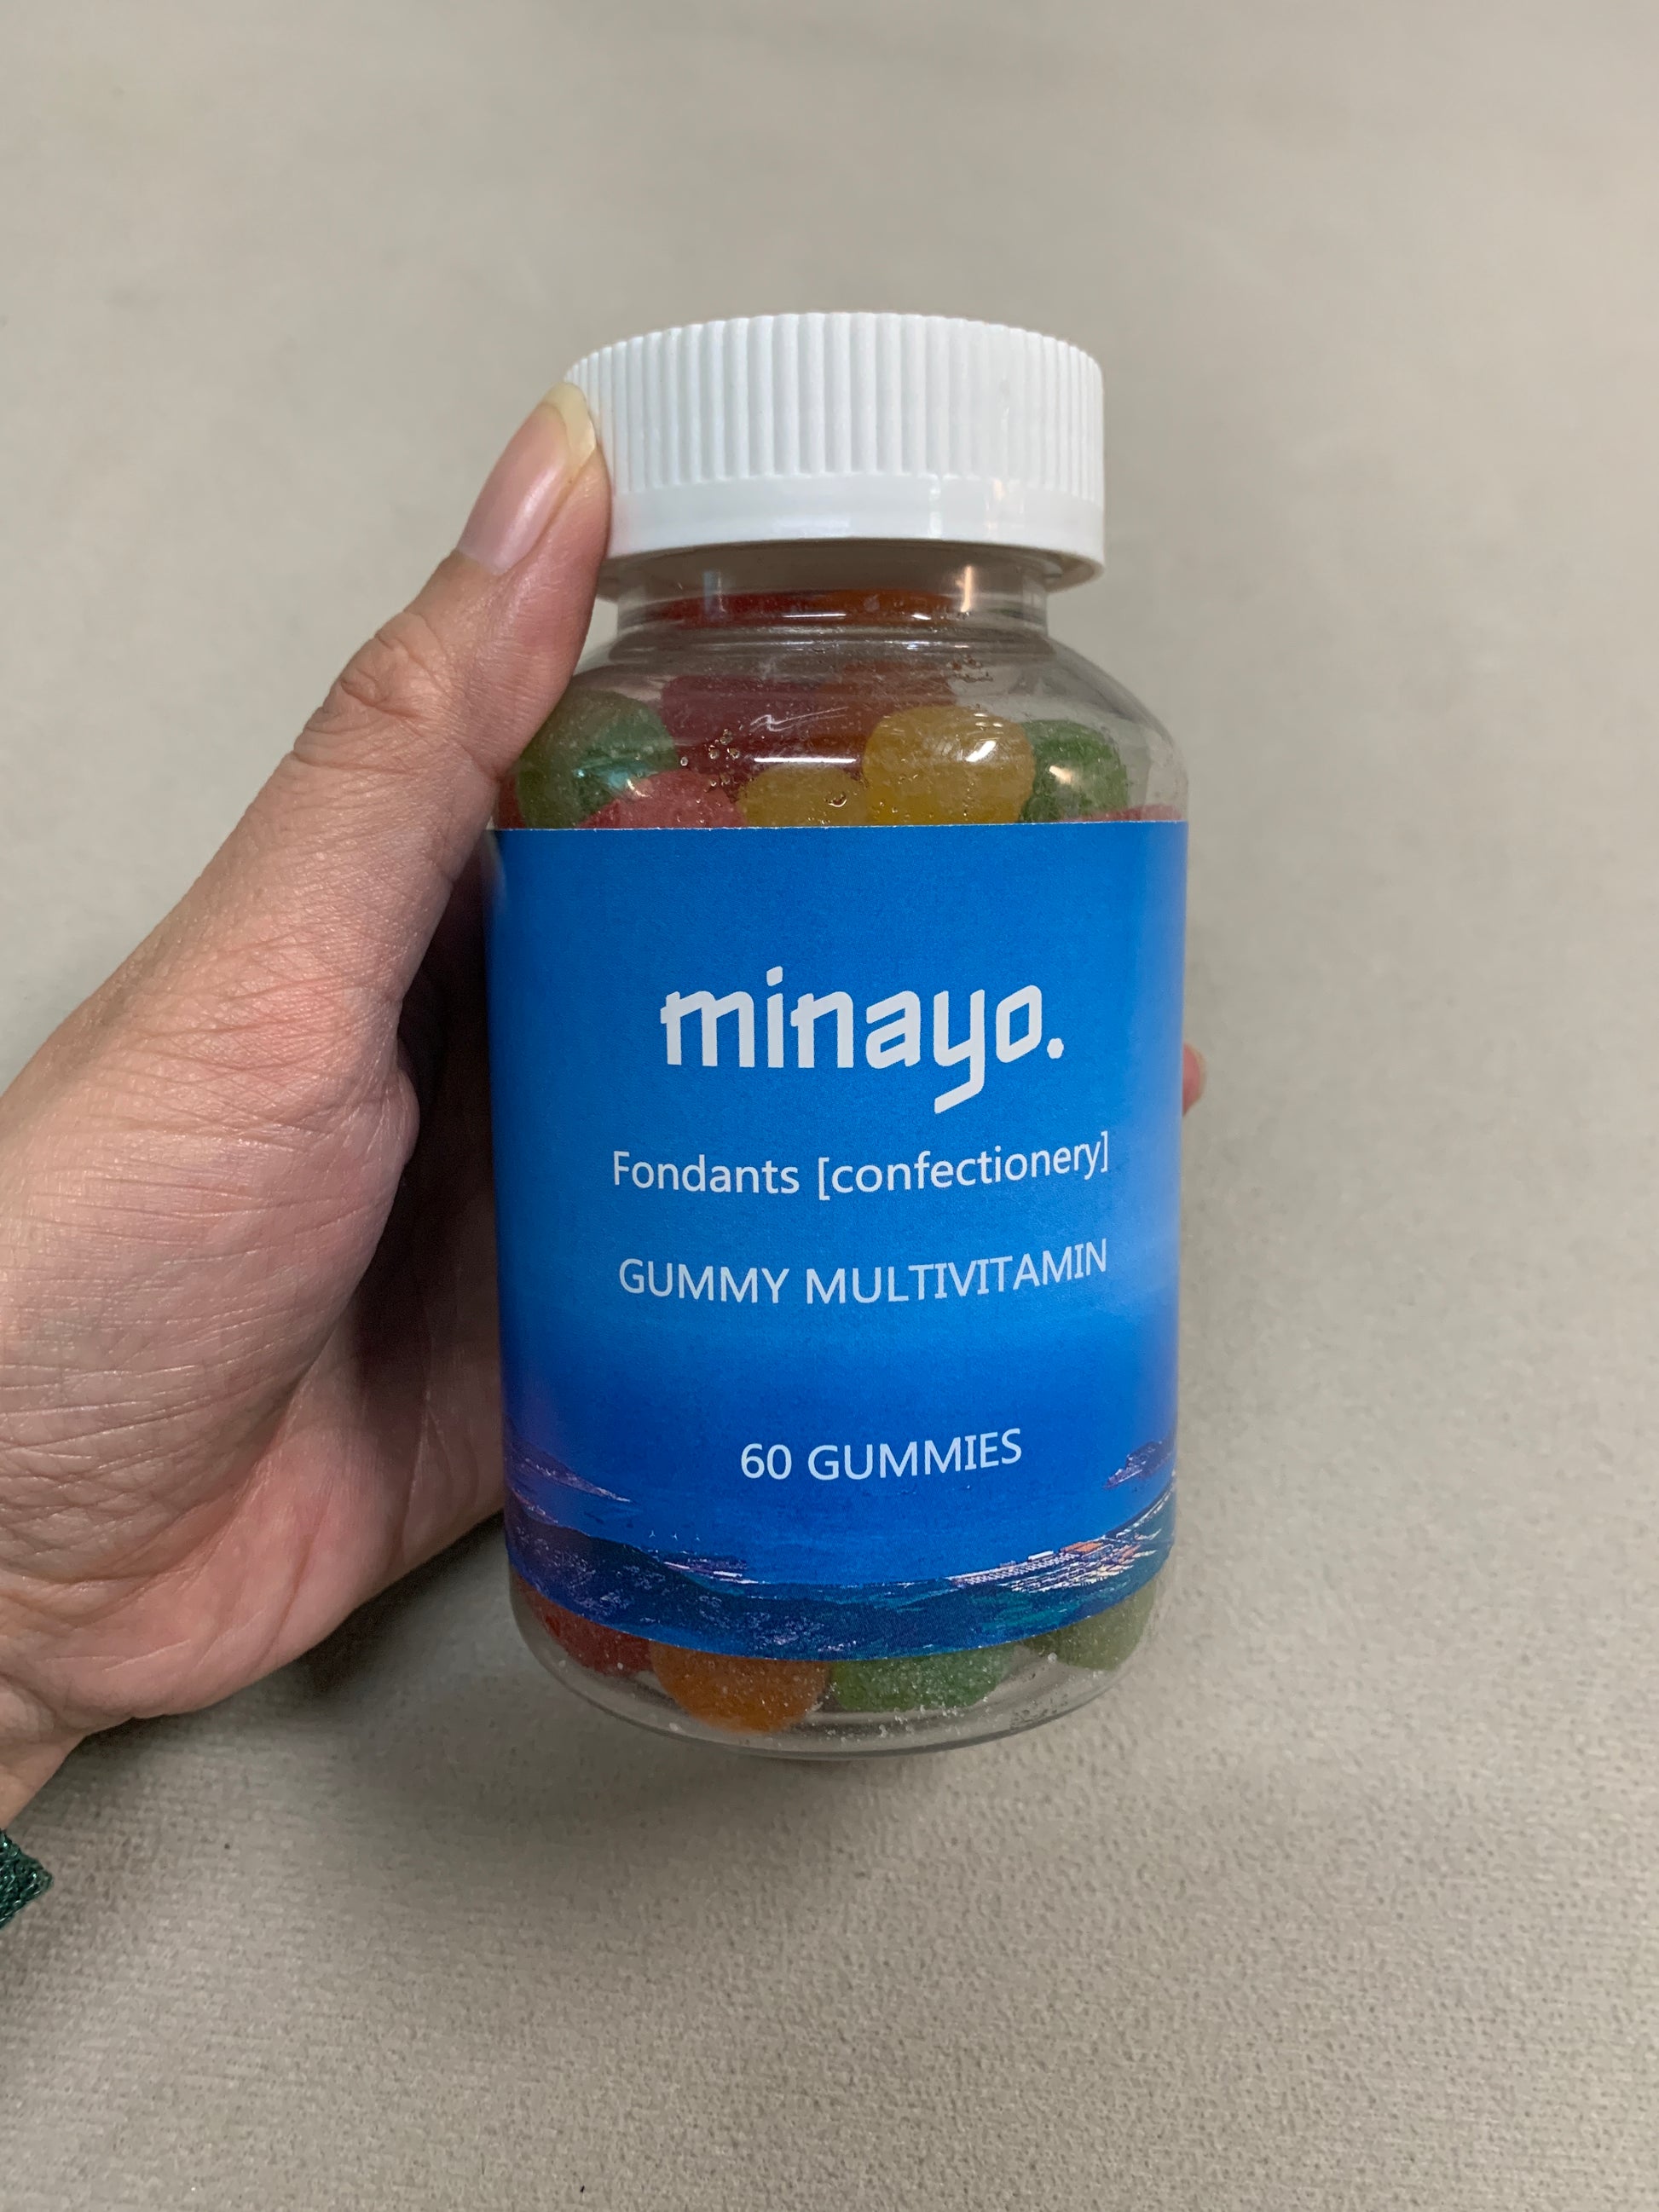 minayo.
Fondants [confectionery]
GUMMY MULTIVITAMIN
60 GUMMIES